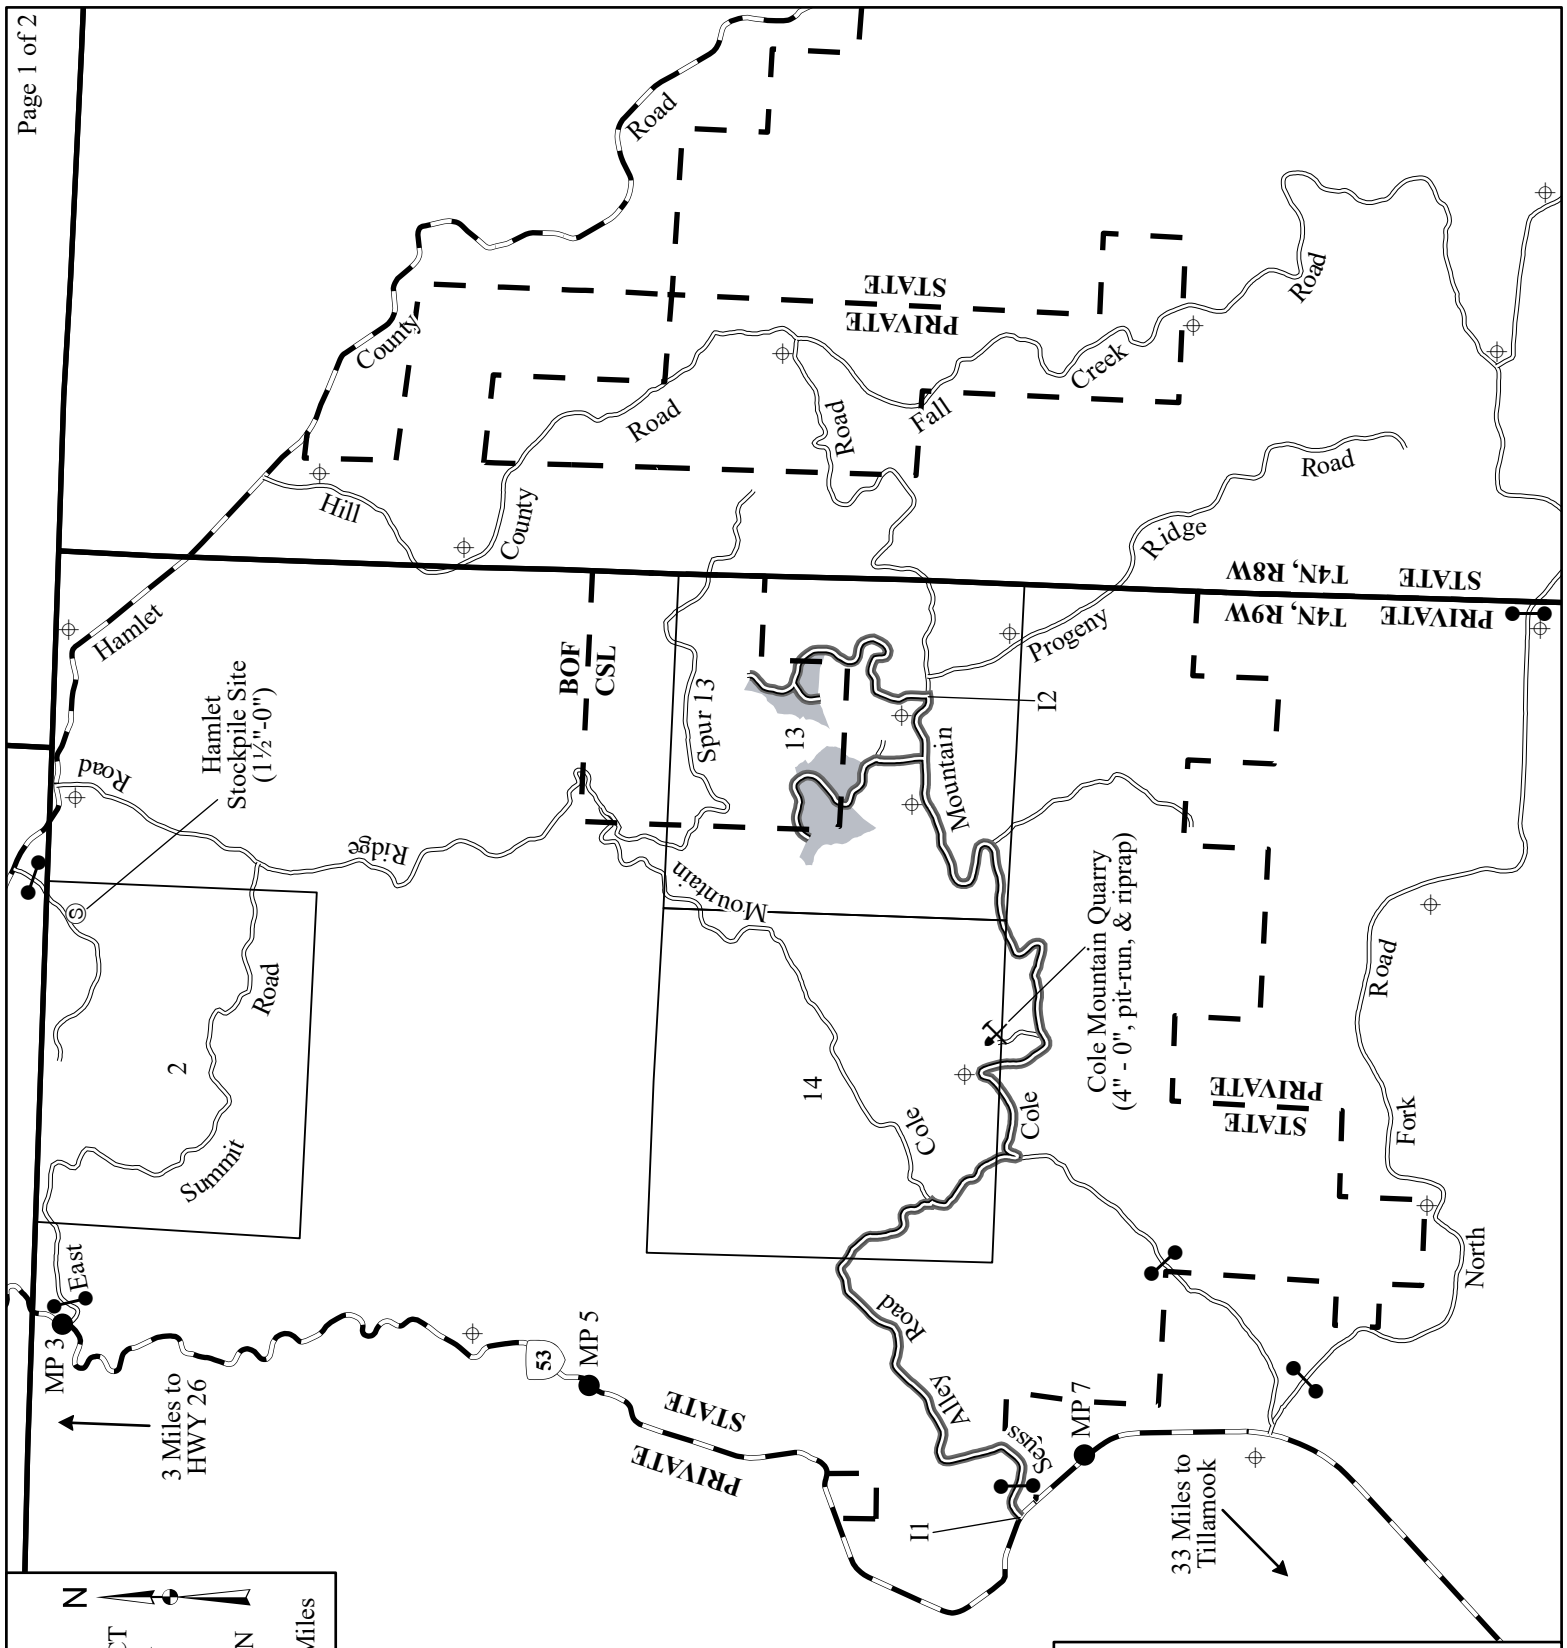 Page 1 of 2
County
Road
Hamlet
Hill
County
Road
Road
Fall
Creek
Road
STATE
PRIVATE
Ridge
Road
Progeny
T4N, R8W
STATE
T4N, R9W
PRIVATE
Hamlet
Stockpile Site
(1½"-0")
S
Road
Ridge
Mountain
Cole
BOF
CSL
Spur 13
13
I2
Mountain
Cole
Cole Mountain Quarry
(4" - 0", pit-run, & riprap)
2
Road
Summit
East
14
PRIVATE
STATE
Road
Fork
North
MP 3
3 Miles to
HWY 26
53
MP 5
STATE
PRIVATE
Road
Alley
Seuss
MP 7
I1
33 Miles to
Tillamook
N
CT
N
Miles